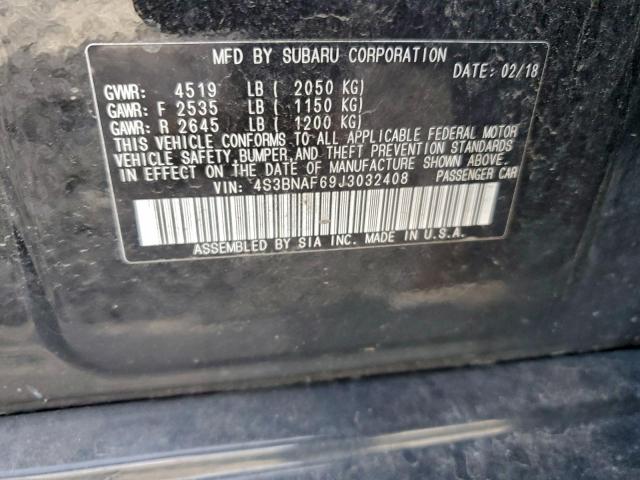 MFD BY SUBARU CORPORATION
DATE: 02/18
GVWR: 4519 LB ( 2050 KG)
GAWR: F 2535 LB ( 1150 KG)
GAWR: R 2645 LB ( 1200 KG)
THIS VEHICLE CONFORMS TO ALL APPLICABLE FEDERAL MOTOR
VEHICLE SAFETY, BUMPER, AND THEFT PREVENTION STANDARDS
IN EFFECT ON THE DATE OF MANUFACTURE SHOWN ABOVE.
VIN: 4S3BNAF69J3032408 PASSENGER CAR
ASSEMBLED BY SIA INC. MADE IN U.S.A.